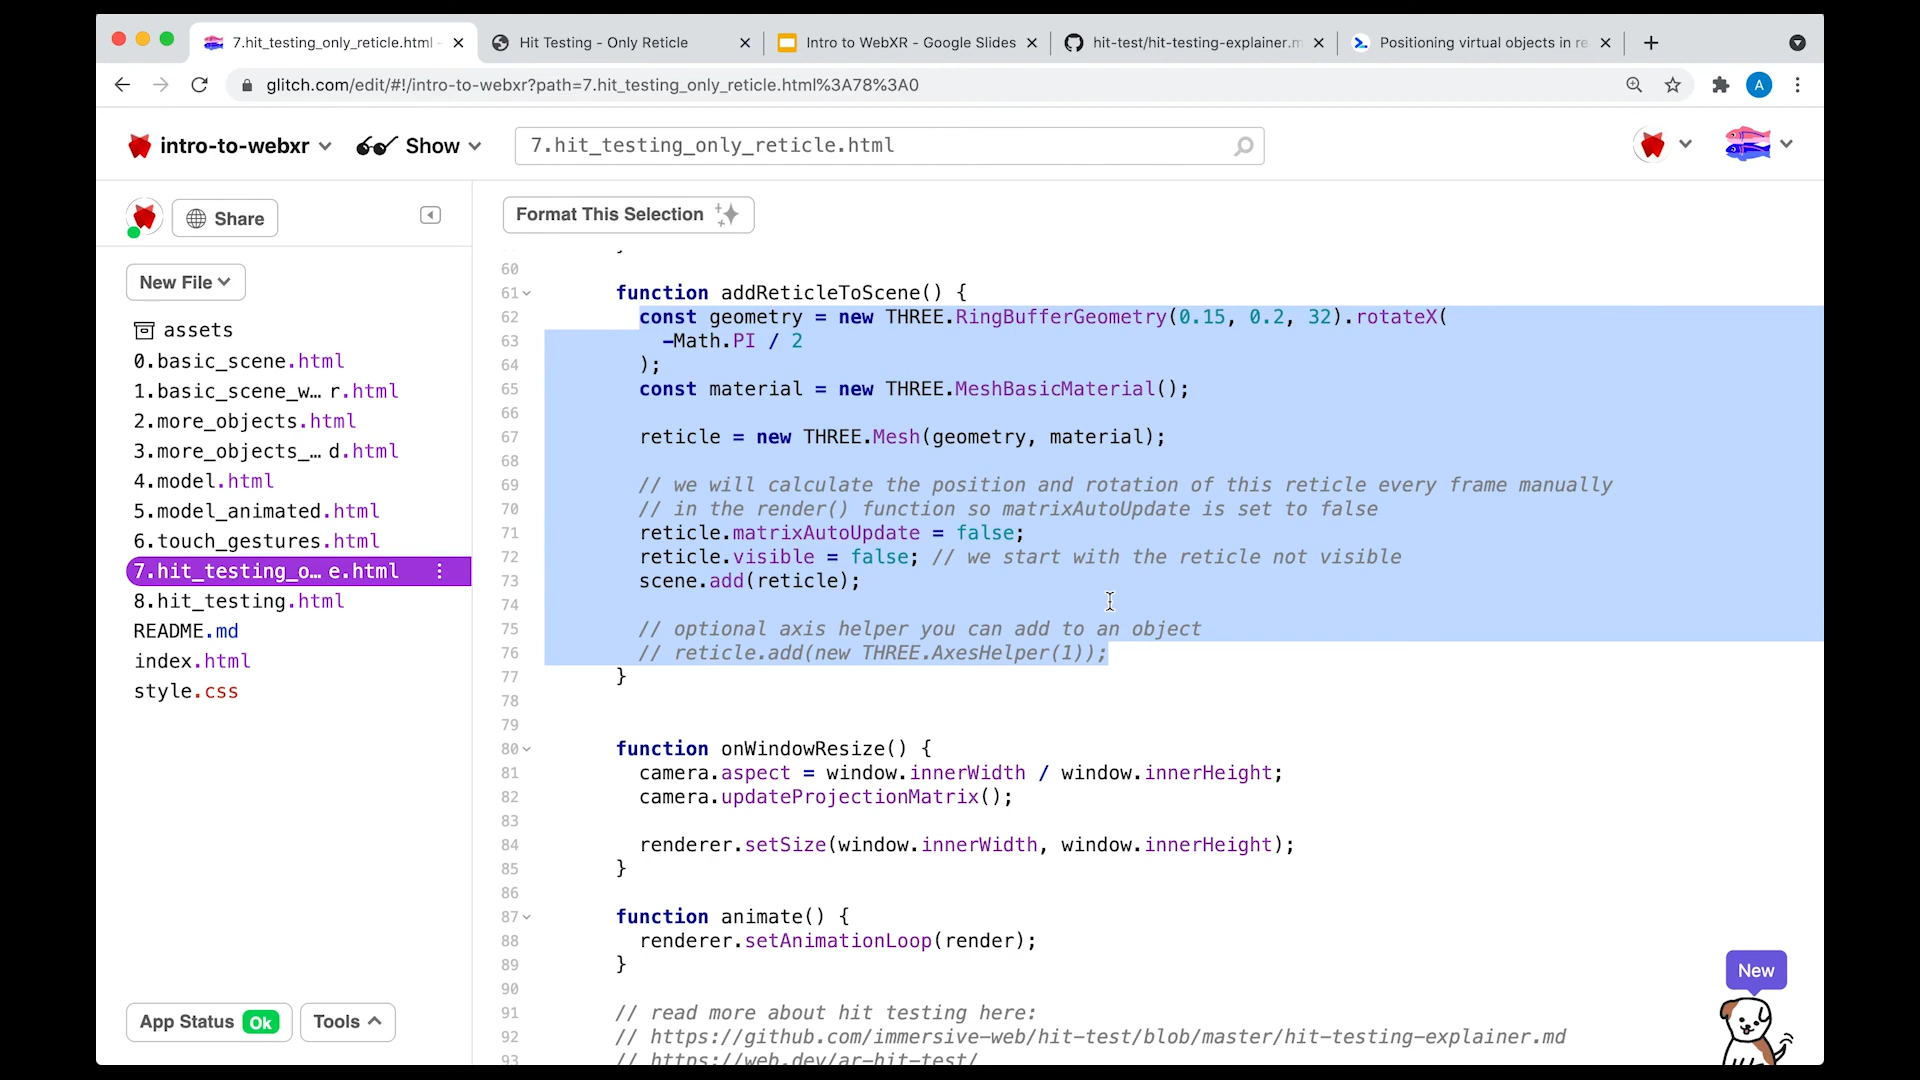 7.hit_testing_only_reticle.html
Hit Testing - Only Reticle
Intro to WebXR - Google Slides
hit-test/hit-testing-explainer.m
Positioning virtual objects in re
glitch.com/edit/#!/intro-to-webxr?path=7.hit_testing_only_reticle.html%3A78%3A0
A
intro-to-webxr
Show
7.hit_testing_only_reticle.html
Share
Format This Selection
New File
assets
0.basic_scene.html
1.basic_scene_w… r.html
2.more_objects.html
3.more_objects_… d.html
4.model.html
5.model_animated.html
6.touch_gestures.html
7.hit_testing_o… e.html
8.hit_testing.html
README.md
index.html
style.css
App Status Ok
Tools
60
61 function addReticleToScene() {
62 const geometry = new THREE.RingBufferGeometry(0.15, 0.2, 32).rotateX(
63 -Math.PI / 2
64 );
65 const material = new THREE.MeshBasicMaterial();
66
67 reticle = new THREE.Mesh(geometry, material);
68
69 // we will calculate the position and rotation of this reticle every frame manually
70 // in the render() function so matrixAutoUpdate is set to false
71 reticle.matrixAutoUpdate = false;
72 reticle.visible = false; // we start with the reticle not visible
73 scene.add(reticle);
74
75 // optional axis helper you can add to an object
76 // reticle.add(new THREE.AxesHelper(1));
77 }
78
79
80 function onWindowResize() {
81 camera.aspect = window.innerWidth / window.innerHeight;
82 camera.updateProjectionMatrix();
83
84 renderer.setSize(window.innerWidth, window.innerHeight);
85 }
86
87 function animate() {
88 renderer.setAnimationLoop(render);
89 }
90
91 // read more about hit testing here:
92 // https://github.com/immersive-web/hit-test/blob/master/hit-testing-explainer.md
93 // https://web.dev/ar-hit-test/
New